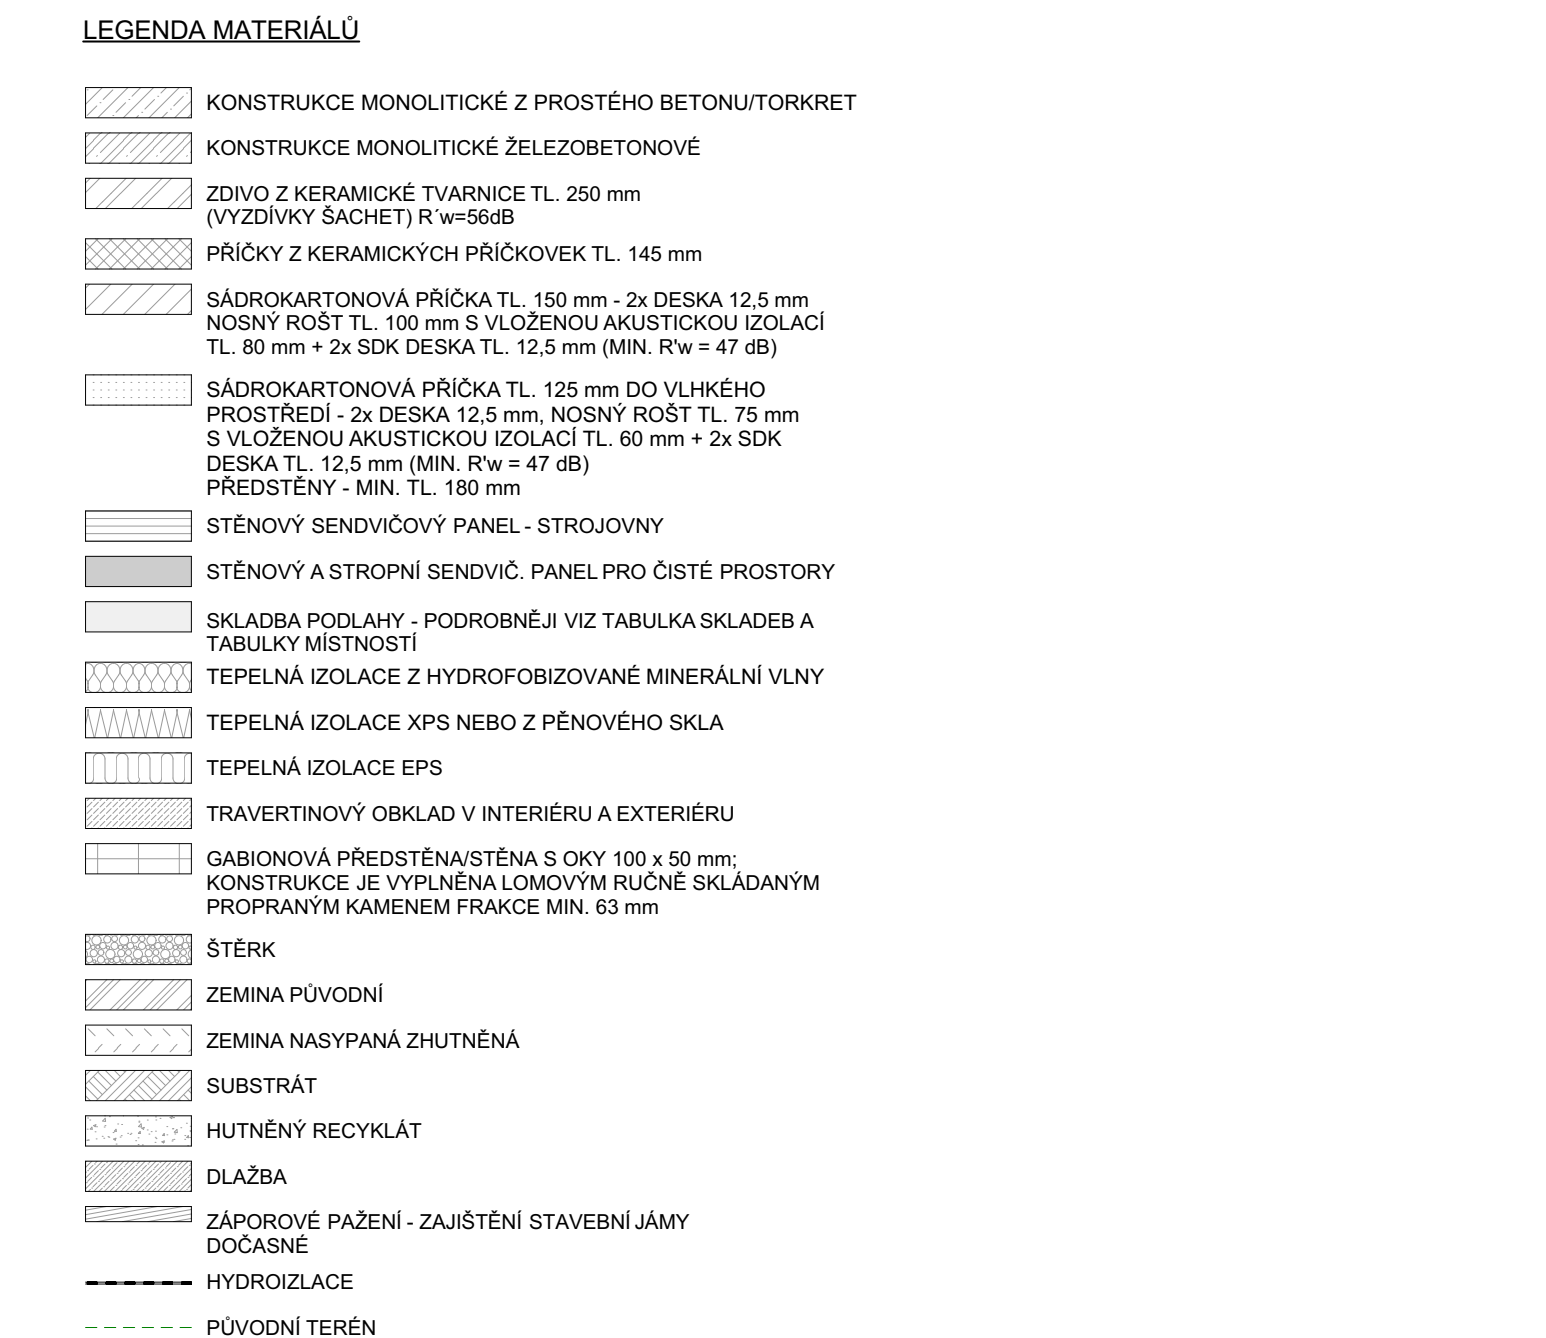 LEGENDA MATERIÁLŮ
KONSTRUKCE MONOLITICKÉ Z PROSTÉHO BETONU/TORKRET
KONSTRUKCE MONOLITICKÉ ŽELEZOBETONOVÉ
ZDIVO Z KERAMICKÉ TVARNICE TL. 250 mm
(VYZDÍVKY ŠACHET) R´w=56dB
PŘÍČKY Z KERAMICKÝCH PŘÍČKOVEK TL. 145 mm
SÁDROKARTONOVÁ PŘÍČKA TL. 150 mm - 2x DESKA 12,5 mm
NOSNÝ ROŠT TL. 100 mm S VLOŽENOU AKUSTICKOU IZOLACÍ
TL. 80 mm + 2x SDK DESKA TL. 12,5 mm (MIN. R'w = 47 dB)
SÁDROKARTONOVÁ PŘÍČKA TL. 125 mm DO VLHKÉHO
PROSTŘEDÍ - 2x DESKA 12,5 mm, NOSNÝ ROŠT TL. 75 mm
S VLOŽENOU AKUSTICKOU IZOLACÍ TL. 60 mm + 2x SDK
DESKA TL. 12,5 mm (MIN. R'w = 47 dB)
PŘEDSTĚNY - MIN. TL. 180 mm
STĚNOVÝ SENDVIČOVÝ PANEL - STROJOVNY
STĚNOVÝ A STROPNÍ SENDVIČ. PANEL PRO ČISTÉ PROSTORY
SKLADBA PODLAHY - PODROBNĚJI VIZ TABULKA SKLADEB A
TABULKY MÍSTNOSTÍ
TEPELNÁ IZOLACE Z HYDROFOBIZOVANÉ MINERÁLNÍ VLNY
TEPELNÁ IZOLACE XPS NEBO Z PĚNOVÉHO SKLA
TEPELNÁ IZOLACE EPS
TRAVERTINOVÝ OBKLAD V INTERIÉRU A EXTERIÉRU
GABIONOVÁ PŘEDSTĚNA/STĚNA S OKY 100 x 50 mm;
KONSTRUKCE JE VYPLNĚNA LOMOVÝM RUČNĚ SKLÁDANÝM
PROPRANÝM KAMENEM FRAKCE MIN. 63 mm
ŠTĚRK
ZEMINA PŮVODNÍ
ZEMINA NASYPANÁ ZHUTNĚNÁ
SUBSTRÁT
HUTNĚNÝ RECYKLÁT
DLAŽBA
ZÁPOROVÉ PAŽENÍ - ZAJIŠTĚNÍ STAVEBNÍ JÁMY
DOČASNÉ
HYDROIZLACE
PŮVODNÍ TERÉN